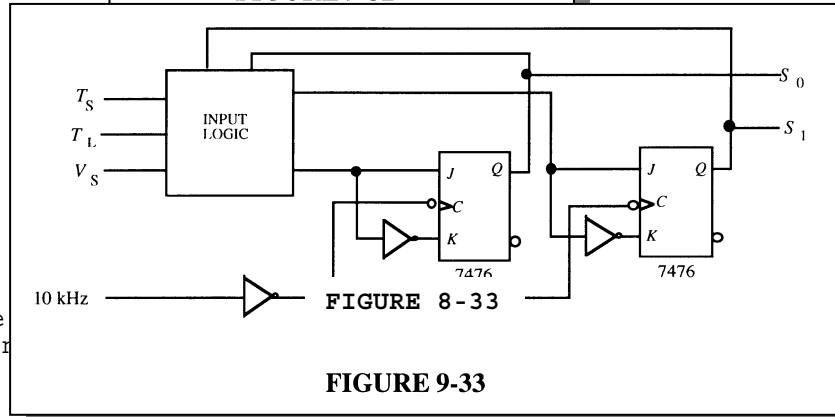 S 0
T S
INPUT
LOGIC
T L
S 1
V S
J Q
J Q
C
C
K
K
7476
7476
10 kHz
FIGURE 8-33
FIGURE 9-33